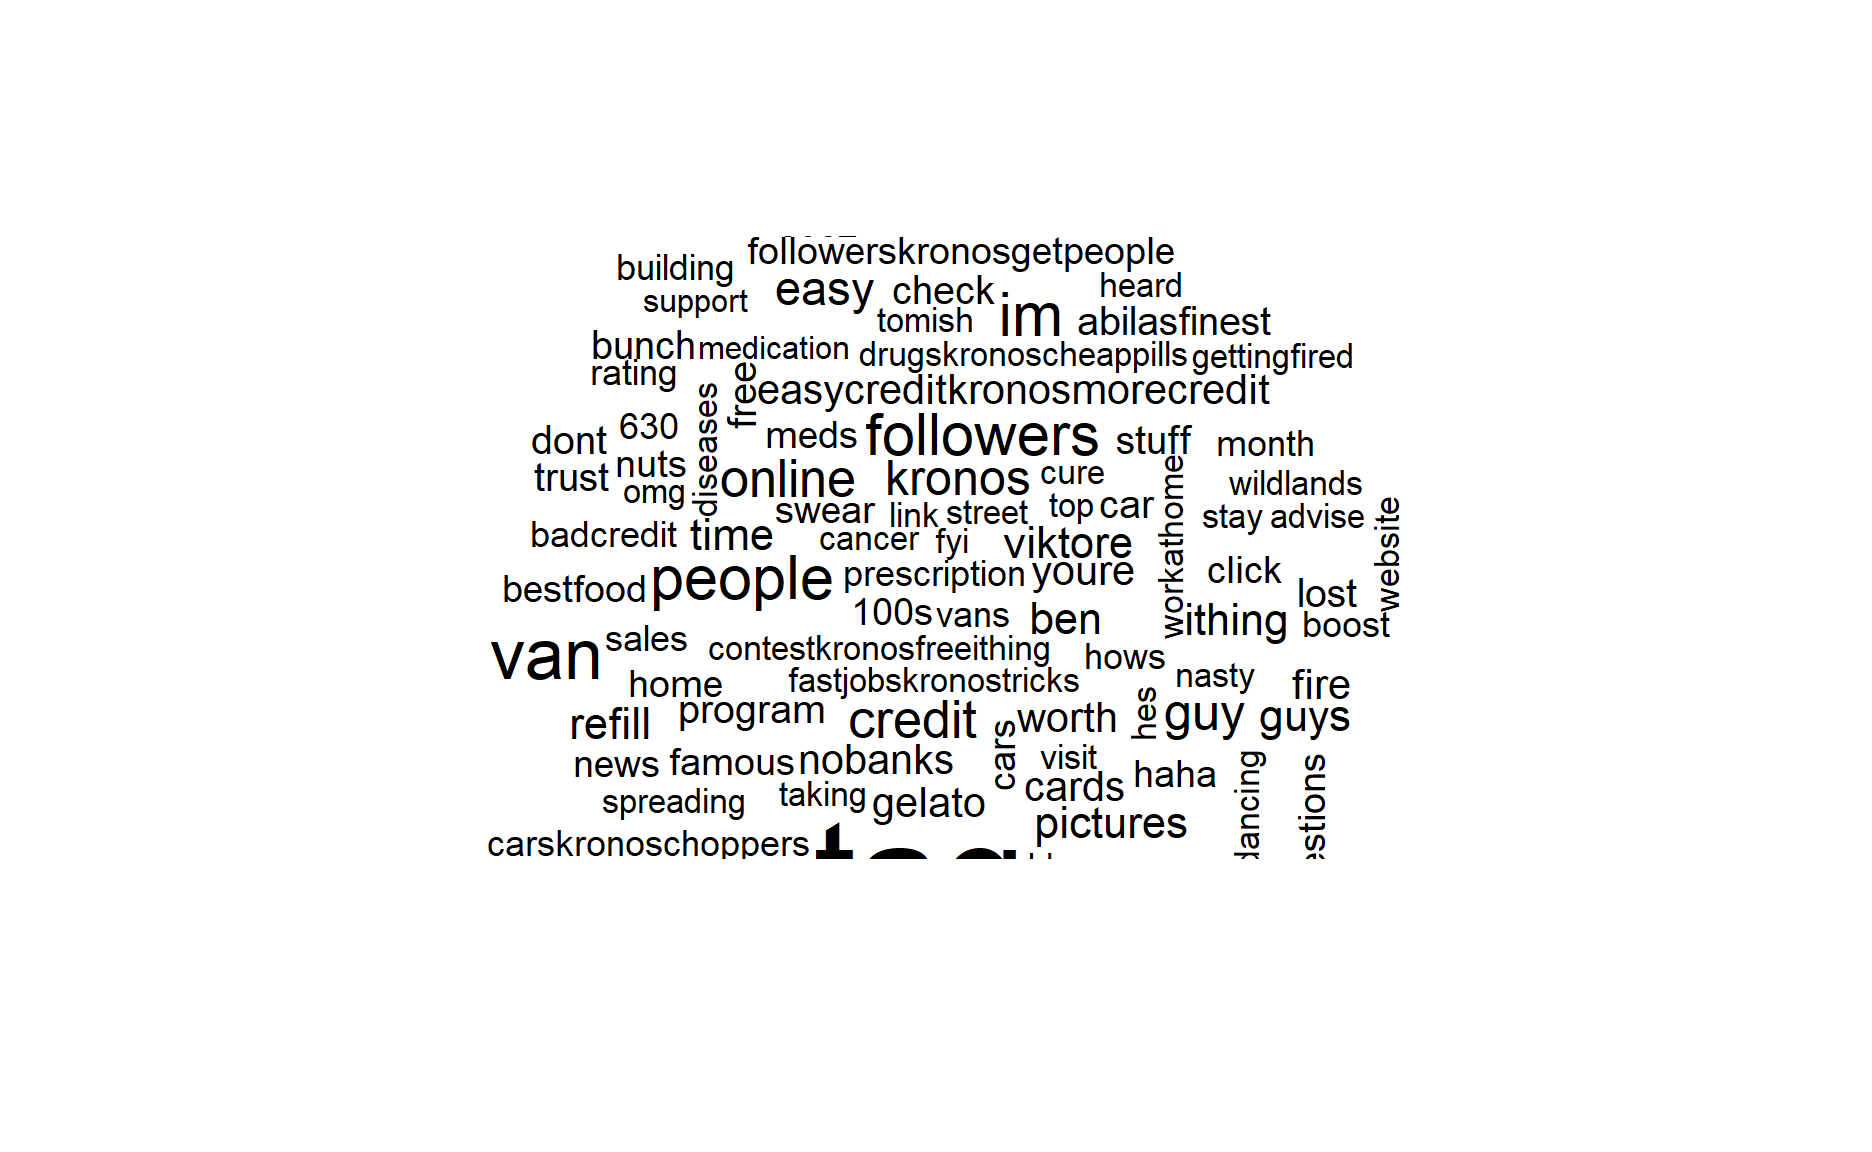 followerskronosgetpeople
building
easy check heard
support
im
tomish abilasfinest
bunch medication drugskronoscheappills gettingfired
rating
free
easycreditkronosmorecredit
diseases
dont 630 meds followers stuff month
trust nuts online kronos cure wildlands
omg
swear link street top car stay advise
workathome
website
badcredit time cancer fyi viktore
bestfood people prescription youre click lost
100s vans ben ithing boost
van sales contestkronosfreeithing hows
home fastjobskronostricks nasty fire
hes
refill program credit worth guy guys
cars
news famous nobanks visit haha
spreading taking gelato cards
dancing
pictures
carskronoschoppers